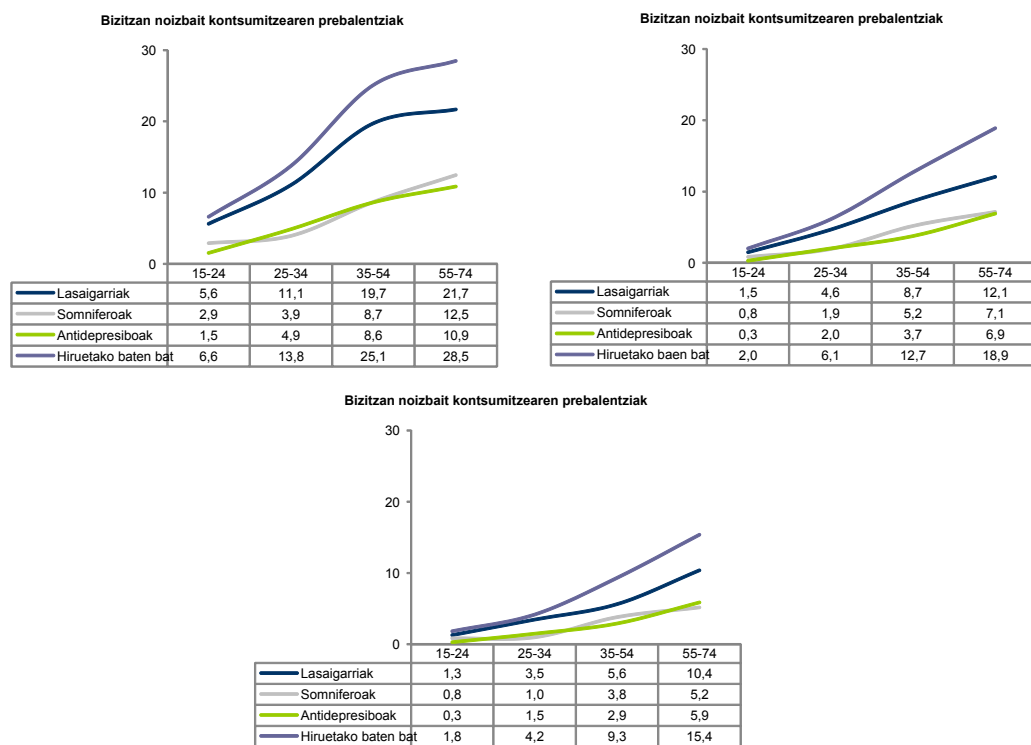 Bizitzan noizbait kontsumitzearen prebalentziak
30
20
10
0
15-24 25-34 35-54 55-74
Lasaigarriak 5,6 11,1 19,7 21,7
Somniferoak 2,9 3,9 8,7 12,5
Antidepresiboak 1,5 4,9 8,6 10,9
Hiruetako baten bat 6,6 13,8 25,1 28,5
Bizitzan noizbait kontsumitzearen prebalentziak
30
20
10
0
15-24 25-34 35-54 55-74
Lasaigarriak 1,5 4,6 8,7 12,1
Somniferoak 0,8 1,9 5,2 7,1
Antidepresiboak 0,3 2,0 3,7 6,9
Hiruetako baen bat 2,0 6,1 12,7 18,9
Bizitzan noizbait kontsumitzearen prebalentziak
30
20
10
0
15-24 25-34 35-54 55-74
Lasaigarriak 1,3 3,5 5,6 10,4
Somniferoak 0,8 1,0 3,8 5,2
Antidepresiboak 0,3 1,5 2,9 5,9
Hiruetako baten bat 1,8 4,2 9,3 15,4